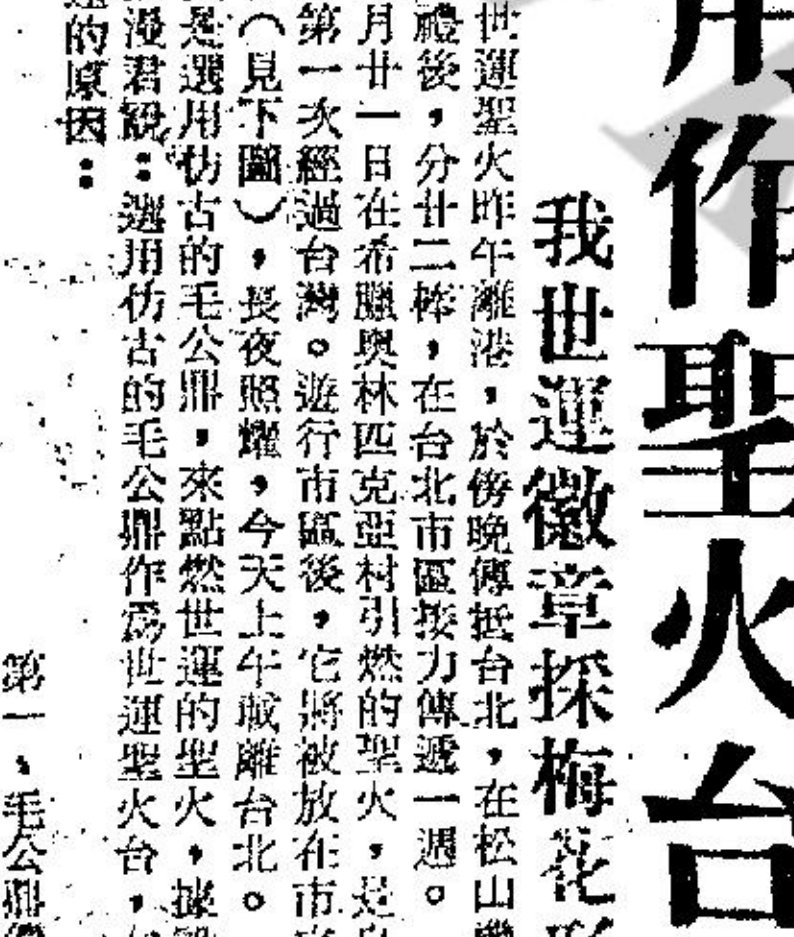 用作聖火台
我世運徽章採梅花形
世運聖火昨午離港，於傍晚傳抵台北，在松山機
禮後，分廿二棒，在台北市區接力傳遞一週。
月廿一日在希臘奧林匹克亞村引燃的聖火，是
第一次經過台灣。遊行市區後，它將被放在市
（見下圖），長夜照耀，今天上午飛離台北。
是選用仿古的毛公鼎，來點燃世運的聖火，據
漫君說：選用仿古的毛公鼎作為世運聖火台，
的原因：
第一、毛公鼎